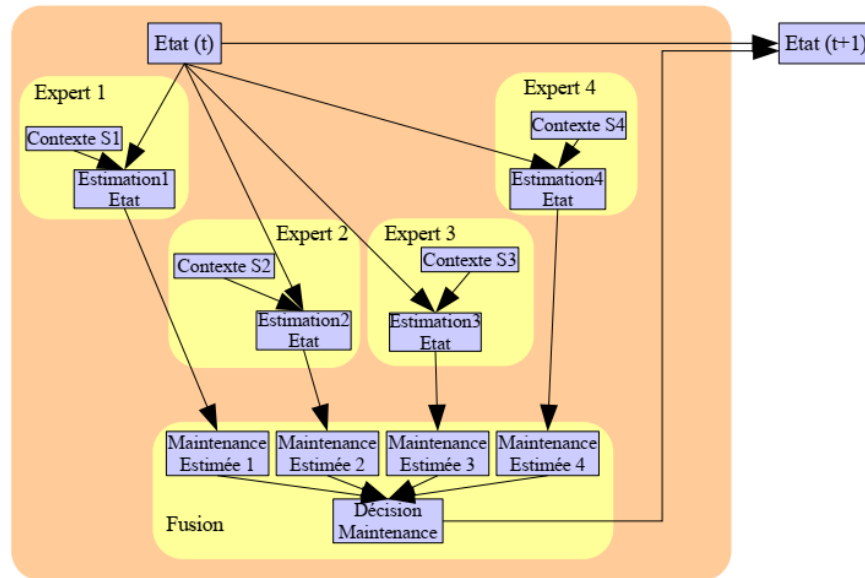 Etat (t)
Etat (t+1)
Expert 1
Contexte S1
Estimation1
Etat
Expert 4
Contexte S4
Estimation4
Etat
Expert 2
Contexte S2
Estimation2
Etat
Expert 3
Contexte S3
Estimation3
Etat
Maintenance
Estimée 1
Maintenance
Estimée 2
Maintenance
Estimée 3
Maintenance
Estimée 4
Fusion
Décision
Maintenance